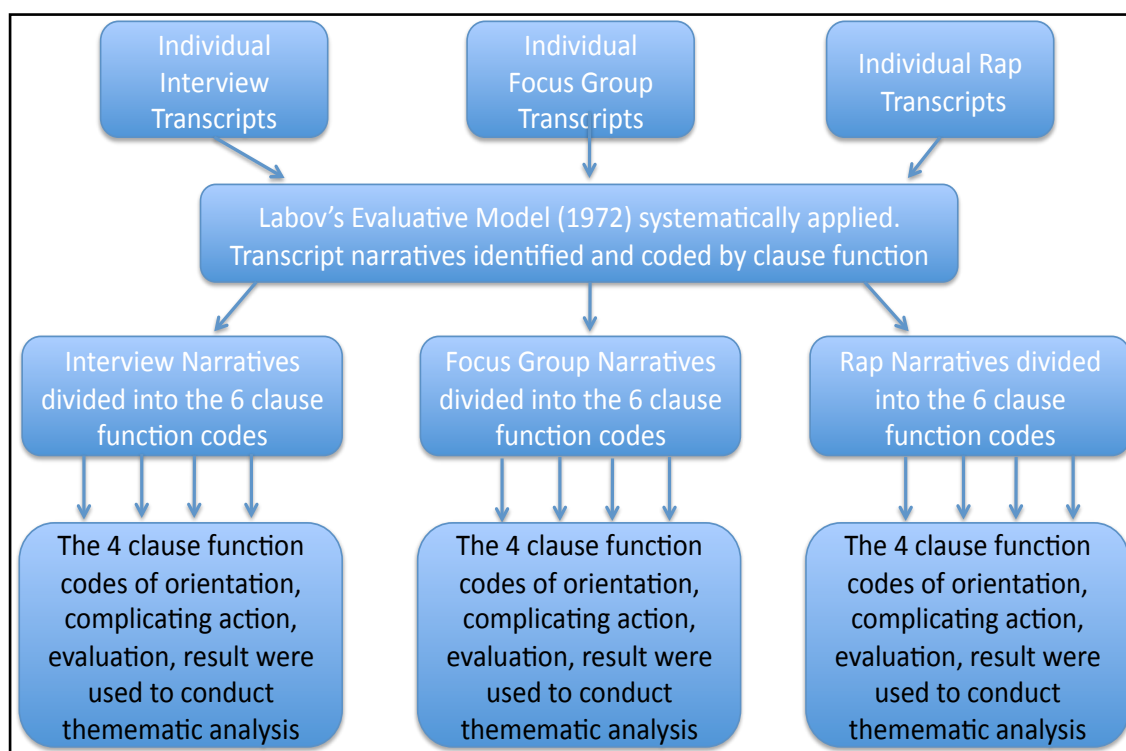 Individual
Interview
Transcripts
Individual
Focus Group
Transcripts
Individual Rap
Transcripts
Labov’s Evaluative Model (1972) systematically applied.
Transcript narratives identified and coded by clause function
Interview Narratives
divided into the 6 clause
function codes
Focus Group Narratives
divided into the 6 clause
function codes
Rap Narratives divided
into the 6 clause
function codes
The 4 clause function
codes of orientation,
complicating action,
evaluation, result were
used to conduct
themematic analysis
The 4 clause function
codes of orientation,
complicating action,
evaluation, result were
used to conduct
themematic analysis
The 4 clause function
codes of orientation,
complicating action,
evaluation, result were
used to conduct
themematic analysis